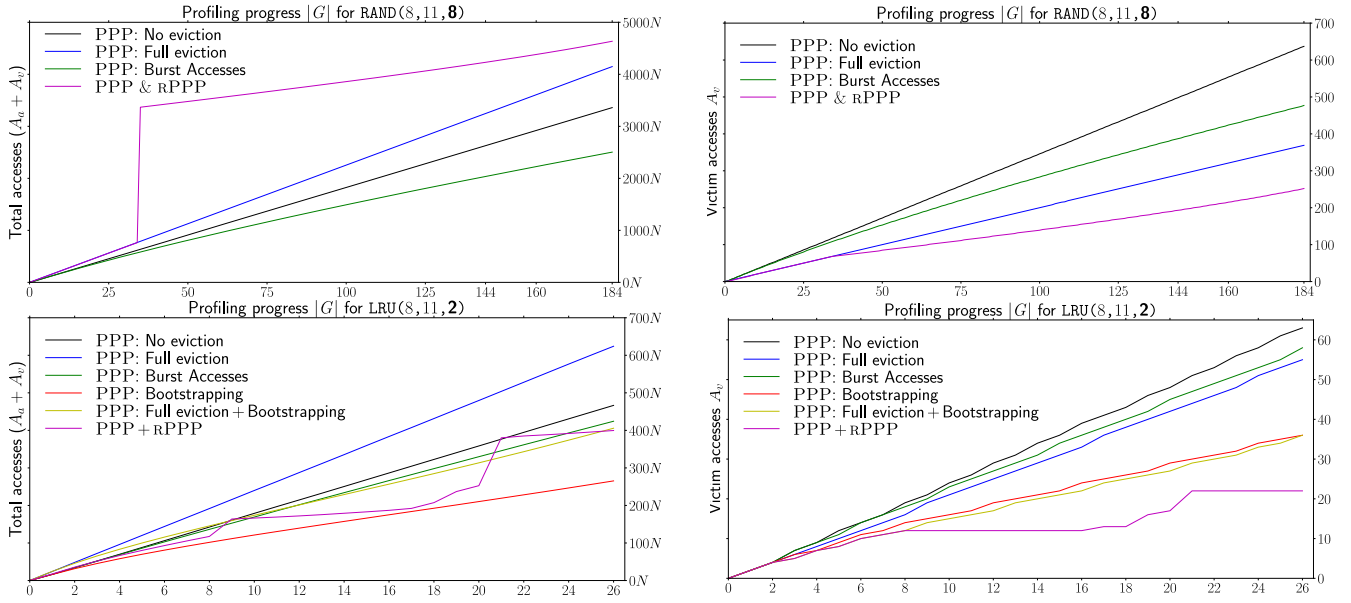 Profiling progress |G| for RAND(8,11,8)
Total accesses (A_a + A_v)
PPP: No eviction
PPP: Full eviction
PPP: Burst Accesses
PPP & RPPP
5000N
4000N
3000N
2000N
1000N
0N
0 25 50 75 100 125 144 160 184
Profiling progress |G| for RAND(8,11,8)
Victim accesses A_v
PPP: No eviction
PPP: Full eviction
PPP: Burst Accesses
PPP & RPPP
700
600
500
400
300
200
100
0
0 25 50 75 100 125 144 160 184
Profiling progress |G| for LRU(8,11,2)
Total accesses (A_a + A_v)
PPP: No eviction
PPP: Full eviction
PPP: Burst Accesses
PPP: Bootstrapping
PPP: Full eviction + Bootstrapping
PPP + RPPP
700N
600N
500N
400N
300N
200N
100N
0N
0 2 4 6 8 10 12 14 16 18 20 22 24 26
Profiling progress |G| for LRU(8,11,2)
Victim accesses A_v
PPP: No eviction
PPP: Full eviction
PPP: Burst Accesses
PPP: Bootstrapping
PPP: Full eviction + Bootstrapping
PPP + RPPP
60
50
40
30
20
10
0
0 2 4 6 8 10 12 14 16 18 20 22 24 26